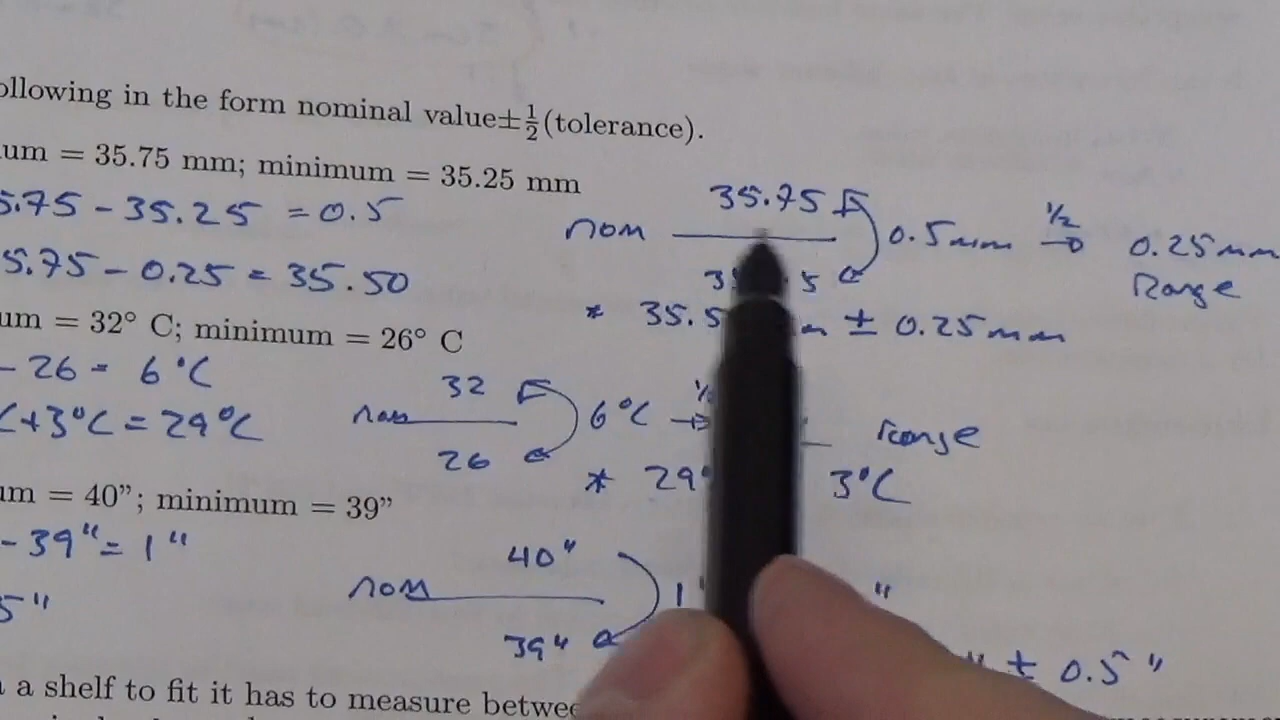 ollowing in the form nominal value±½(tolerance).
um = 35.75 mm; minimum = 35.25 mm
5.75 - 35.25 = 0.5
35.75
nom
0.5mm ½→ 0.25mm
Range
5.75 - 0.25 = 35.50
* 35.5 ± 0.25mm
um = 32° C; minimum = 26° C
- 26 = 6°C
32
nom
6°C → Range
26
+3°C = 29°C
* 29° 3°C
um = 40”; minimum = 39”
- 39" = 1"
40"
nom
1" "
39"
5"
" ± 0.5"
a shelf to fit it has to measure betwee